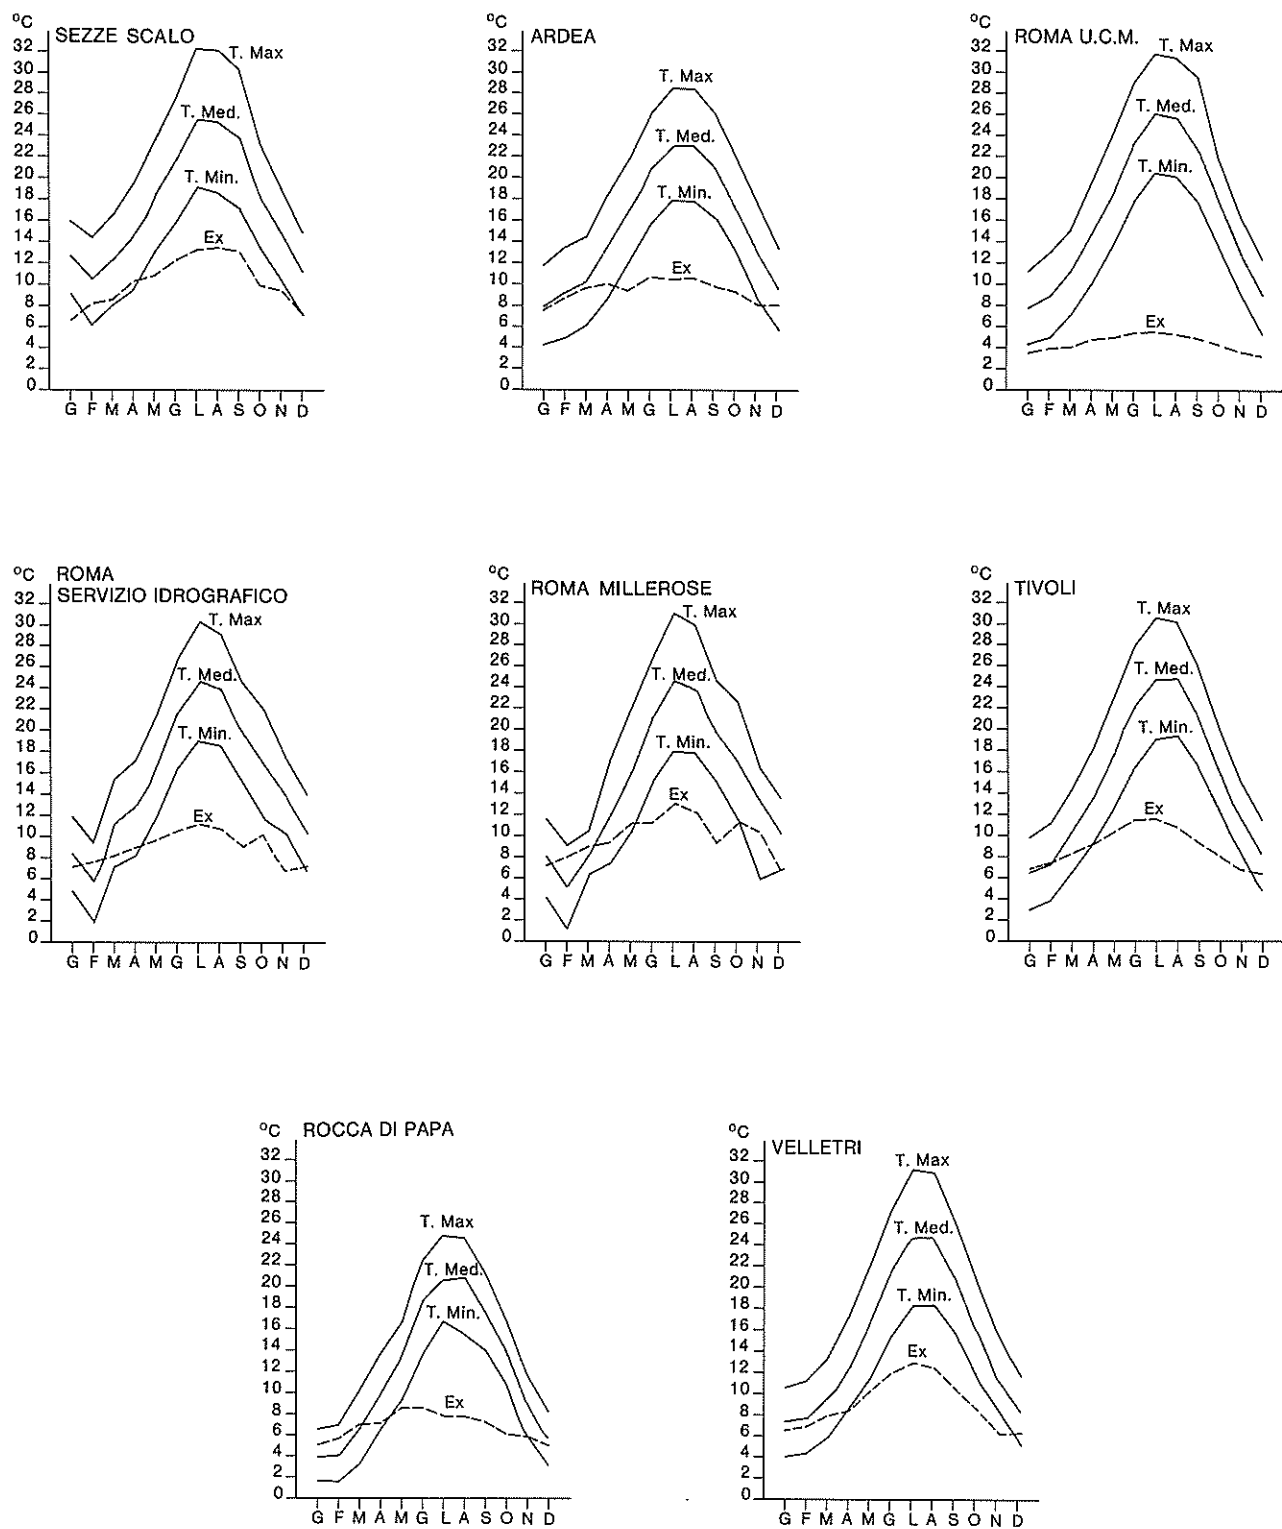 °C
SEZZE SCALO
32
30
28
26
24
22
20
18
16
14
12
10
8
6
4
2
0
T. Max
T. Med.
T. Min.
Ex
G F M A M G L A S O N D
°C
ARDEA
32
30
28
26
24
22
20
18
16
14
12
10
8
6
4
2
0
T. Max
T. Med.
T. Min.
Ex
G F M A M G L A S O N D
°C
ROMA U.C.M.
32
30
28
26
24
22
20
18
16
14
12
10
8
6
4
2
0
T. Max
T. Med.
T. Min.
Ex
G F M A M G L A S O N D
°C
ROMA
SERVIZIO IDROGRAFICO
32
30
28
26
24
22
20
18
16
14
12
10
8
6
4
2
0
T. Max
T. Med.
T. Min.
Ex
G F M A M G L A S O N D
°C
ROMA MILLEROSE
32
30
28
26
24
22
20
18
16
14
12
10
8
6
4
2
0
T. Max
T. Med.
T. Min.
Ex
G F M A M G L A S O N D
°C
TIVOLI
32
30
28
26
24
22
20
18
16
14
12
10
8
6
4
2
0
T. Max
T. Med.
T. Min.
Ex
G F M A M G L A S O N D
°C
ROCCA DI PAPA
32
30
28
26
24
22
20
18
16
14
12
10
8
6
4
2
0
T. Max
T. Med.
T. Min.
Ex
G F M A M G L A S O N D
°C
VELLETRI
32
30
28
26
24
22
20
18
16
14
12
10
8
6
4
2
0
T. Max
T. Med.
T. Min.
Ex
G F M A M G L A S O N D